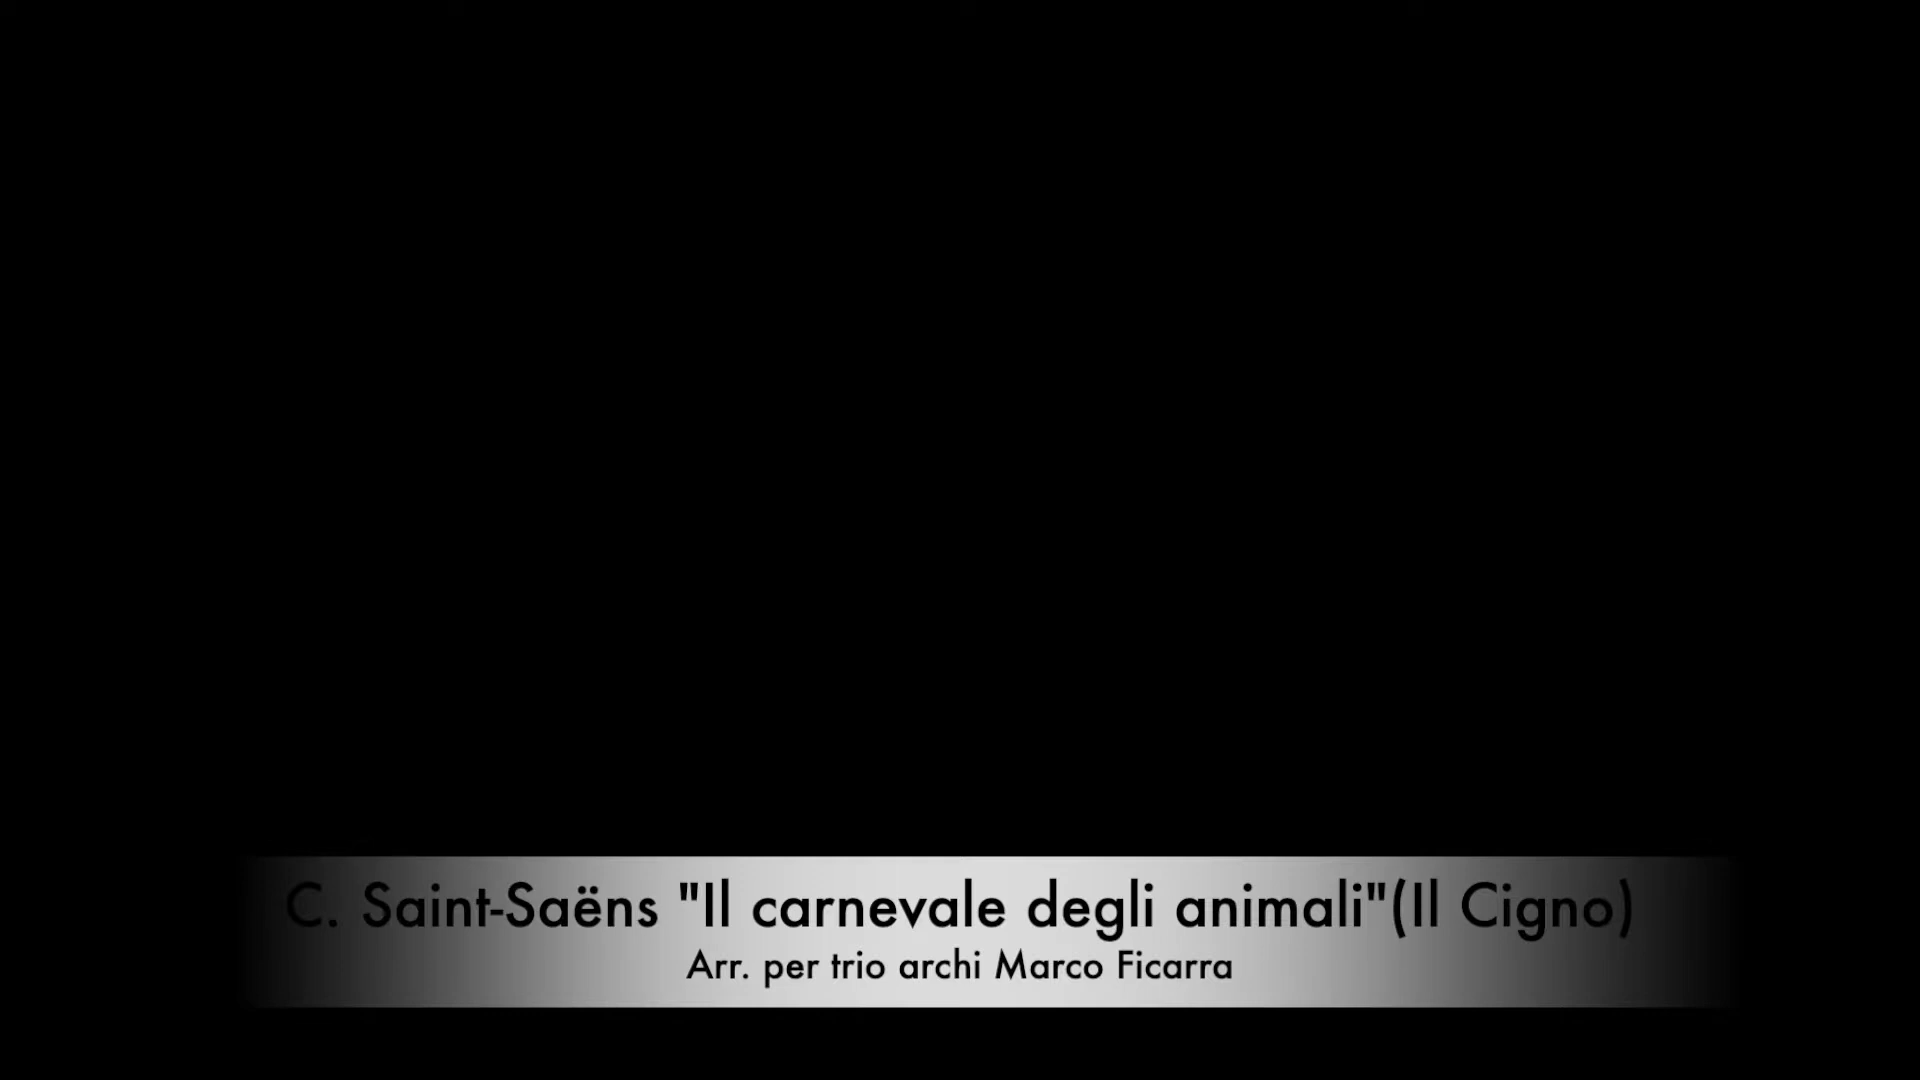 C. Saint-Saëns "Il carnevale degli animali"(Il Cigno)
Arr. per trio archi Marco Ficarra